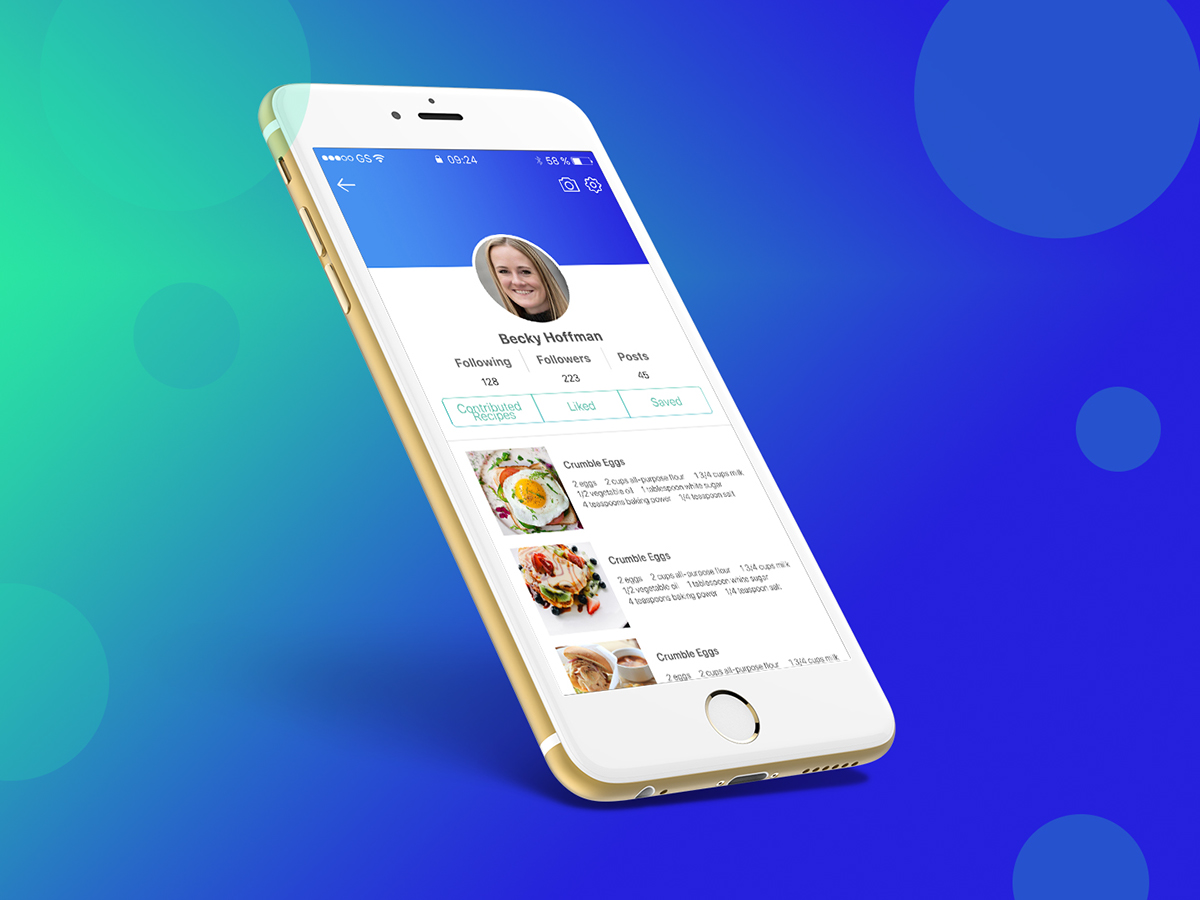 GS 09:24 58 %
Becky Hoffman
Following Followers Posts
128 223 45
Contributed Recipes Liked Saved
Crumble Eggs
2 eggs 2 cups all-purpose flour 1 3/4 cups milk
1/2 vegetable oil 1 tablespoon white sugar
4 teaspoons baking power 1/4 teaspoon salt
Crumble Eggs
2 eggs 2 cups all-purpose flour 1 3/4 cups milk
1/2 vegetable oil 1 tablespoon white sugar
4 teaspoons baking power 1/4 teaspoon salt
Crumble Eggs
2 eggs 2 cups all-purpose flour 1 3/4 cups milk